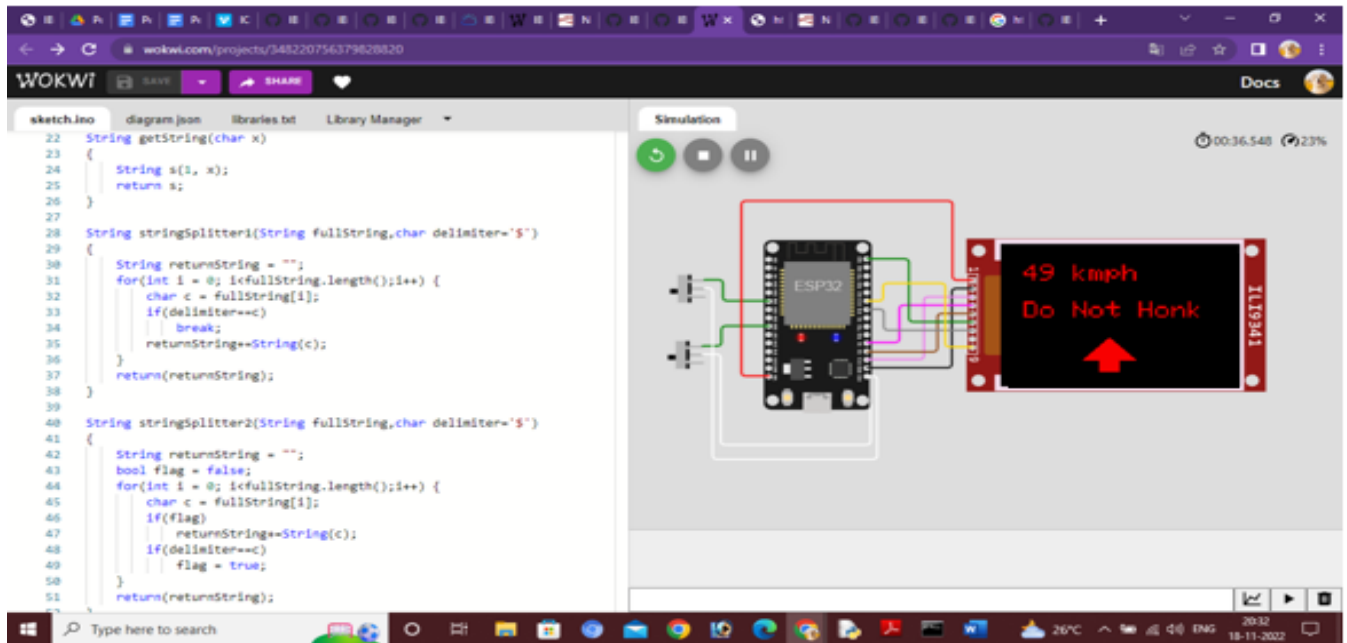 wokwi.com/projects/348220756379828820
WOKWi SAVE SHARE Docs
sketch.ino diagram.json libraries.txt Library Manager
Simulation
00:36.548 23%
22 String getString(char x)
23 {
24 String s(1, x);
25 return s;
26 }
27
28 String stringSplitter1(String fullString,char delimiter='$')
29 {
30 String returnString = "";
31 for(int i = 0; i<fullString.length();i++) {
32 char c = fullString[i];
33 if(delimiter==c)
34 break;
35 returnString+=String(c);
36 }
37 return(returnString);
38 }
39
40 String stringSplitter2(String fullString,char delimiter='$')
41 {
42 String returnString = "";
43 bool flag = false;
44 for(int i = 0; i<fullString.length();i++) {
45 char c = fullString[i];
46 if(flag)
47 returnString+=String(c);
48 if(delimiter==c)
49 flag = true;
50 }
51 return(returnString);
ESP32
49 kmph
Do Not Honk
ILI9341
Type here to search
26°C ENG 20:32
18-11-2022